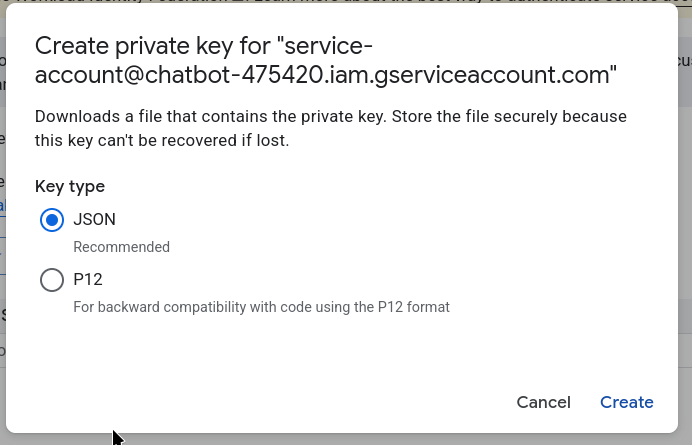 Create private key for "service-
account@chatbot-475420.iam.gserviceaccount.com"
Downloads a file that contains the private key. Store the file securely because
this key can't be recovered if lost.
Key type
JSON
Recommended
P12
For backward compatibility with code using the P12 format
Cancel
Create